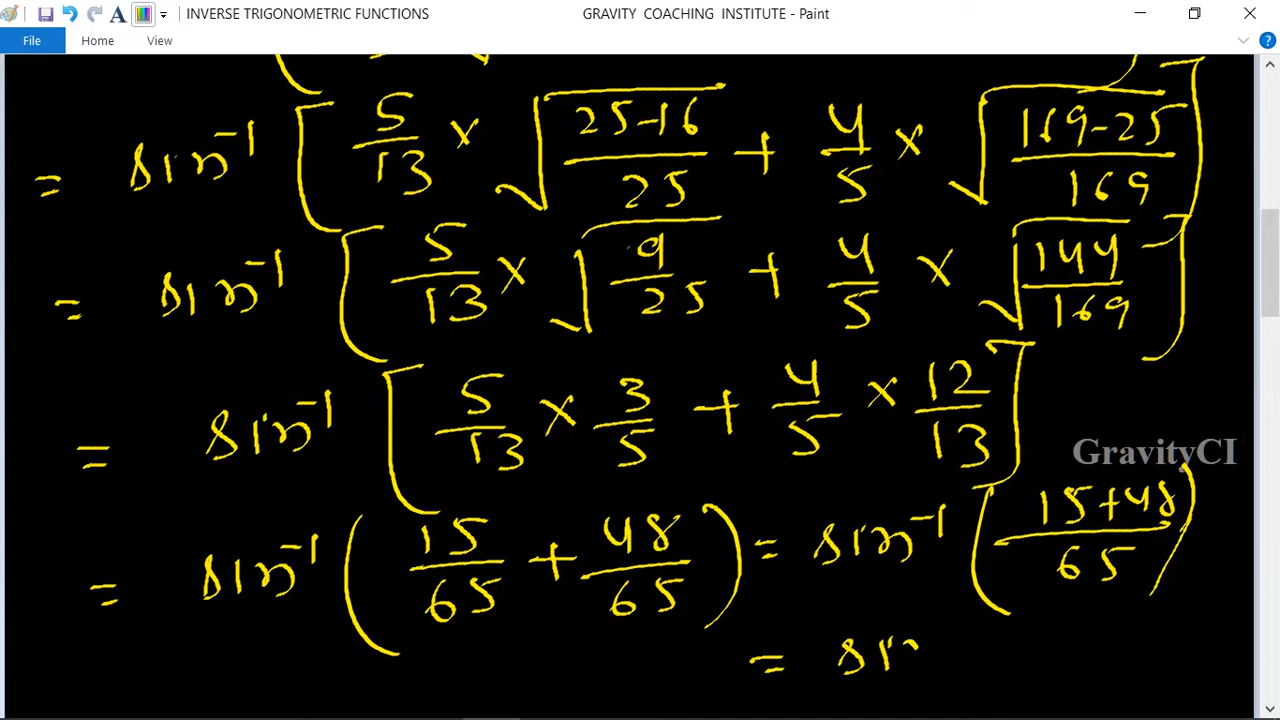 INVERSE TRIGONOMETRIC FUNCTIONS GRAVITY COACHING INSTITUTE - Paint
File Home View
= sin⁻¹ [ 5/13 × √((25-16)/25) + 4/5 × √((169-25)/169) ]
= sin⁻¹ [ 5/13 × √(9/25) + 4/5 × √(144/169) ]
= sin⁻¹ [ 5/13 × 3/5 + 4/5 × 12/13 ]
GravityCI
= sin⁻¹ ( 15/65 + 48/65 ) = sin⁻¹ ( (15+48)/65 )
= si